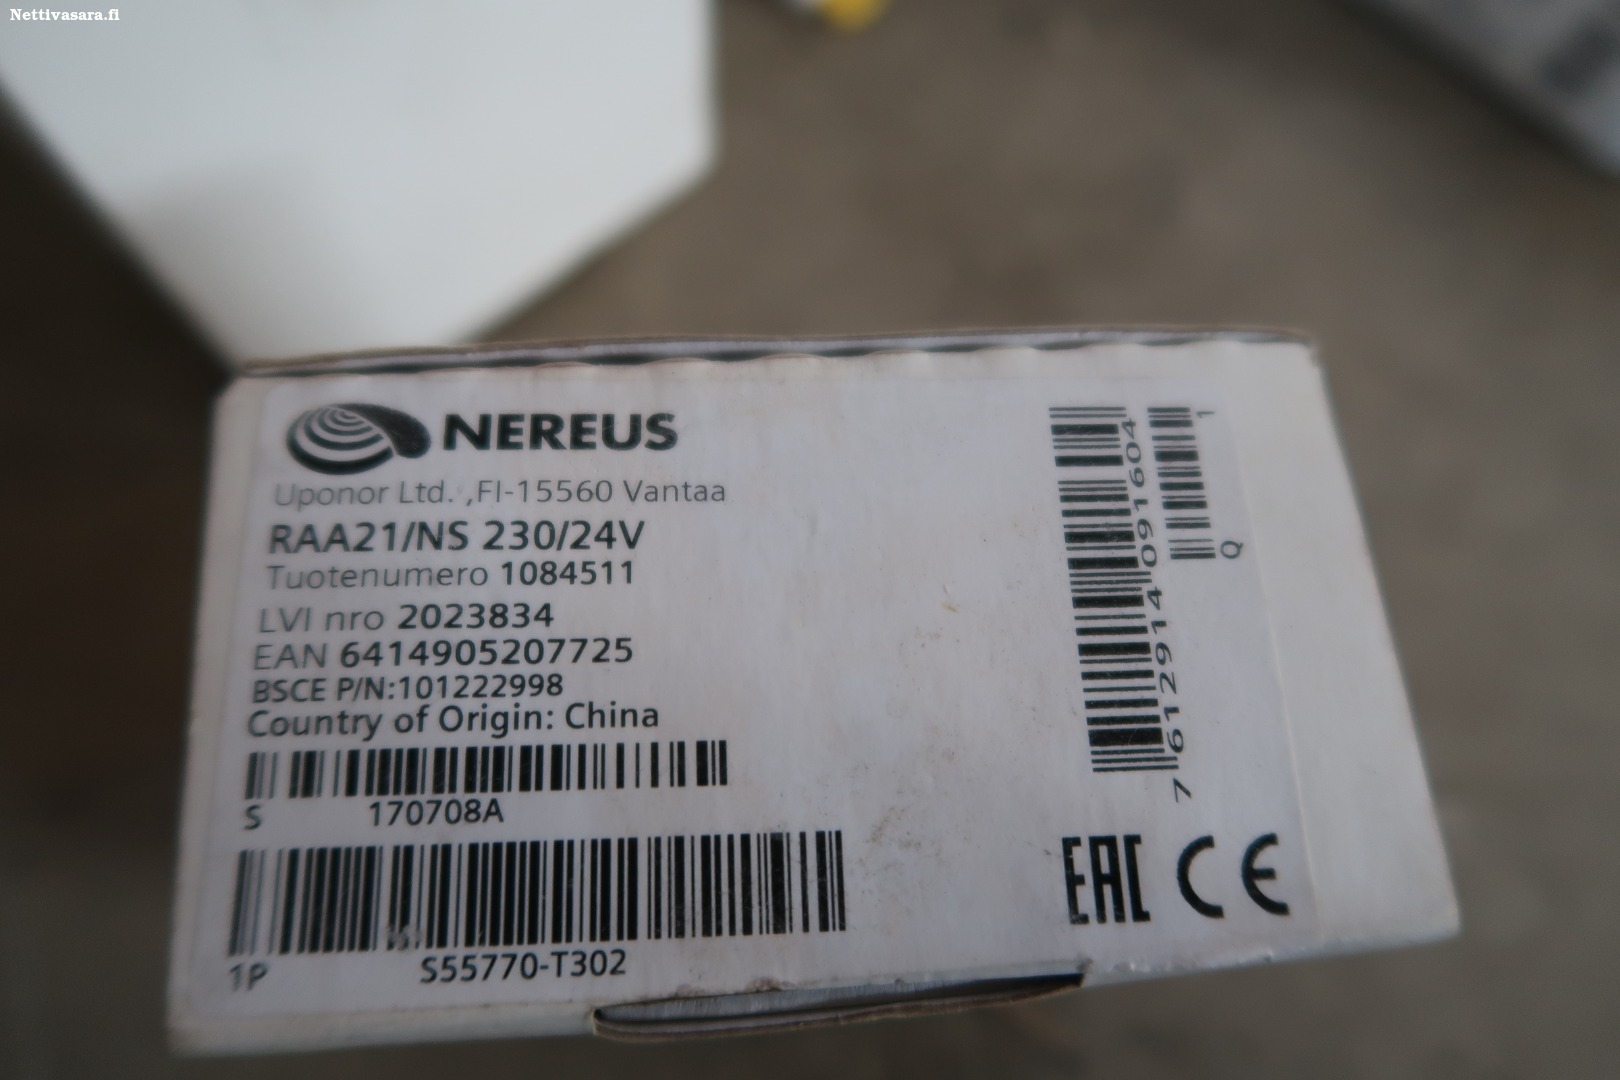 Nettivasara.fi
NEREUS
Uponor Ltd. ,FI-15560 Vantaa
RAA21/NS 230/24V
Tuotenumero 1084511
LVI nro 2023834
EAN 6414905207725
BSCE P/N:101222998
Country of Origin: China
S 170708A
1P S55770-T302
7612914091604
1
Q
EAC CE